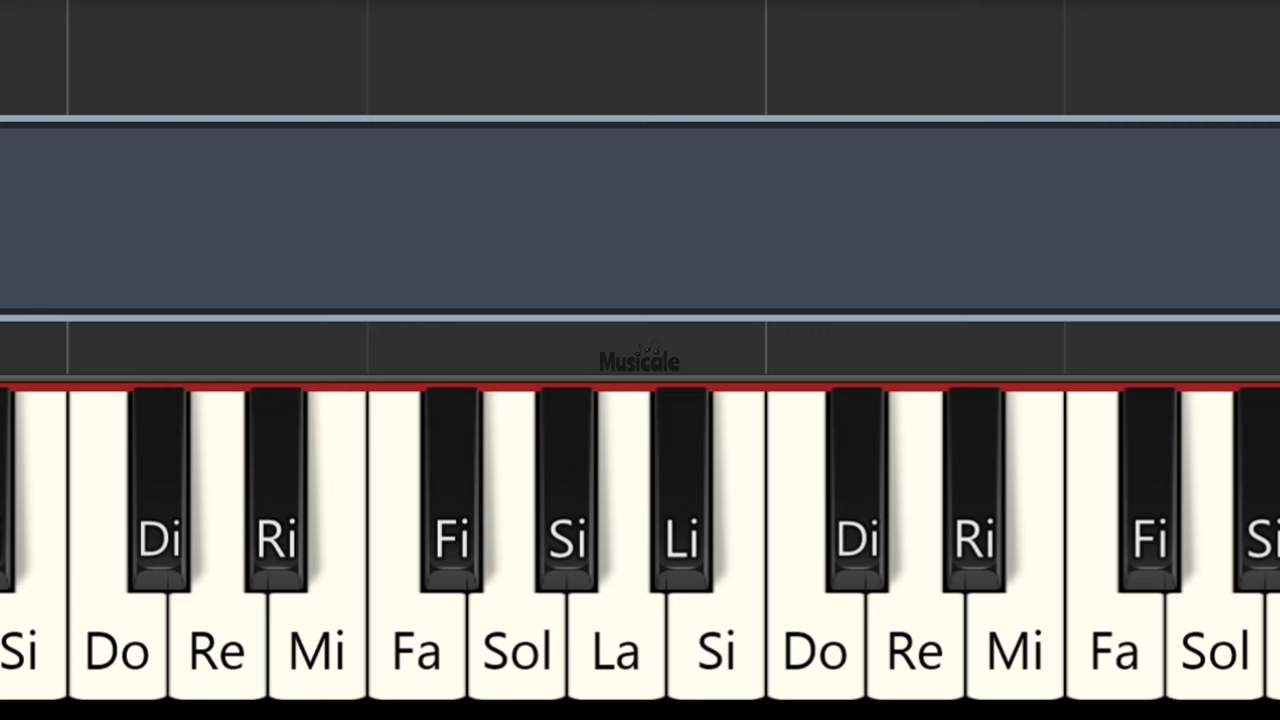 Musicale
Di Ri Fi Si Li Di Ri Fi Si
Si Do Re Mi Fa Sol La Si Do Re Mi Fa Sol